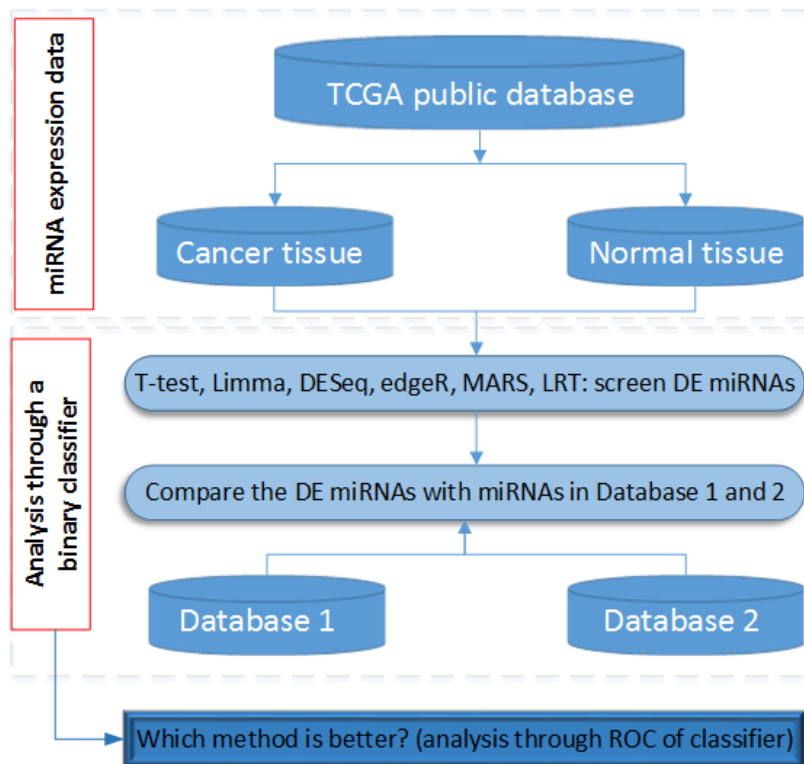 miRNA expression data
TCGA public database
Cancer tissue
Normal tissue
Analysis through a
binary classifier
T-test, Limma, DESeq, edgeR, MARS, LRT: screen DE miRNAs
Compare the DE miRNAs with miRNAs in Database 1 and 2
Database 1
Database 2
Which method is better? (analysis through ROC of classifier)